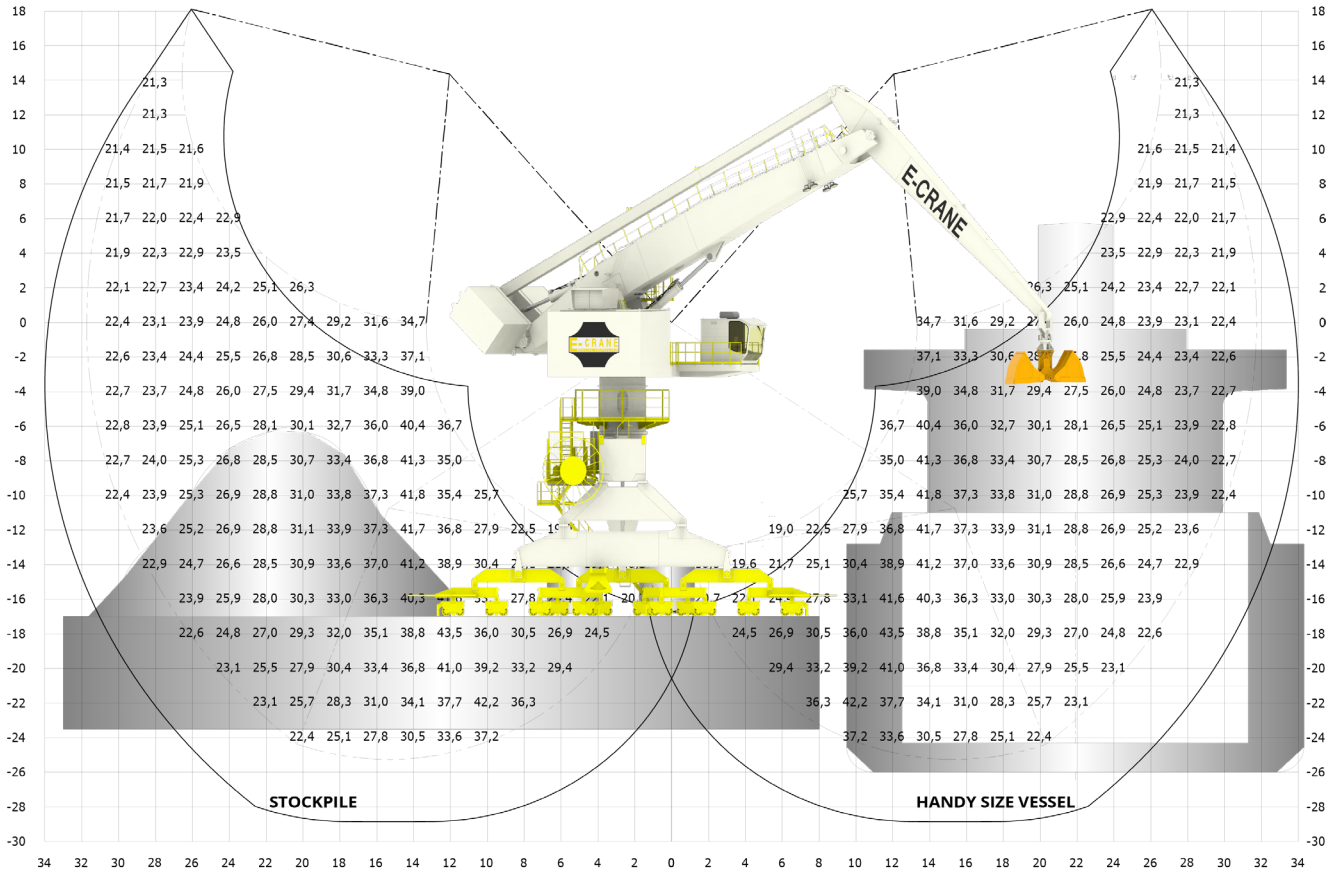 18 18
16 16
14 21,3 21,3 14
12 21,3 21,3 12
10 21,4 21,5 21,6 21,6 21,5 21,4 10
8 21,5 21,7 21,9 21,9 21,7 21,5 8
6 21,7 22,0 22,4 22,9 22,9 22,4 22,0 21,7 6
4 21,9 22,3 22,9 23,5 E-CRANE 23,5 22,9 22,3 21,9 4
2 22,1 22,7 23,4 24,2 25,1 26,3 26,3 25,1 24,2 23,4 22,7 22,1 2
0 22,4 23,1 23,9 24,8 26,0 27,4 29,2 31,6 34,7 34,7 31,6 29,2 26,0 24,8 23,9 23,1 22,4 0
E-CRANE
-2 22,6 23,4 24,4 25,5 26,8 28,5 30,6 33,3 37,1 37,1 33,3 30,6 25,5 24,4 23,4 22,6 -2
-4 22,7 23,7 24,8 26,0 27,5 29,4 31,7 34,8 39,0 39,0 34,8 31,7 29,4 27,5 26,0 24,8 23,7 22,7 -4
-6 22,8 23,9 25,1 26,5 28,1 30,1 32,7 36,0 40,4 36,7 36,7 40,4 36,0 32,7 30,1 28,1 26,5 25,1 23,9 22,8 -6
-8 22,7 24,0 25,3 26,8 28,5 30,7 33,4 36,8 41,3 35,0 35,0 41,3 36,8 33,4 30,7 28,5 26,8 25,3 24,0 22,7 -8
-10 22,4 23,9 25,3 26,9 28,8 31,0 33,8 37,3 41,8 35,4 25,7 25,7 35,4 41,8 37,3 33,8 31,0 28,8 26,9 25,3 23,9 22,4 -10
-12 23,6 25,2 26,9 28,8 31,1 33,9 37,3 41,7 36,8 27,9 22,5 19,0 22,5 27,9 36,8 41,7 37,3 33,9 31,1 28,8 26,9 25,2 23,6 -12
-14 22,9 24,7 26,6 28,5 30,9 33,6 37,0 41,2 38,9 30,4 19,6 21,7 25,1 30,4 38,9 41,2 37,0 33,6 30,9 28,5 26,6 24,7 22,9 -14
-16 23,9 25,9 28,0 30,3 33,0 36,3 40,3 27,8 27,8 33,1 41,6 40,3 36,3 33,0 30,3 28,0 25,9 23,9 -16
-18 22,6 24,8 27,0 29,3 32,0 35,1 38,8 43,5 36,0 30,5 26,9 24,5 24,5 26,9 30,5 36,0 43,5 38,8 35,1 32,0 29,3 27,0 24,8 22,6 -18
-20 23,1 25,5 27,9 30,4 33,4 36,8 41,0 39,2 33,2 29,4 29,4 33,2 39,2 41,0 36,8 33,4 30,4 27,9 25,5 23,1 -20
-22 23,1 25,7 28,3 31,0 34,1 37,7 42,2 36,3 36,3 42,2 37,7 34,1 31,0 28,3 25,7 23,1 -22
-24 22,4 25,1 27,8 30,5 33,6 37,2 37,2 33,6 30,5 27,8 25,1 22,4 -24
-26 -26
-28 STOCKPILE HANDY SIZE VESSEL -28
-30 -30
34 32 30 28 26 24 22 20 18 16 14 12 10 8 6 4 2 0 2 4 6 8 10 12 14 16 18 20 22 24 26 28 30 32 34